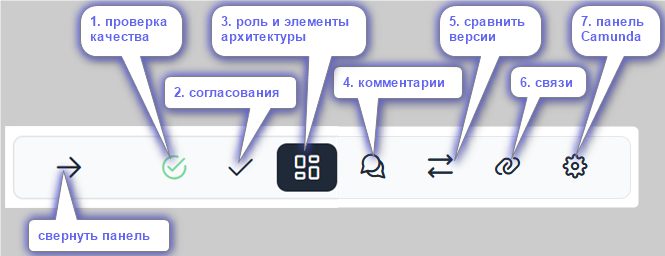 1. проверка
качества
2. согласования
3. роль и элементы
архитектуры
4. комментарии
5. сравнить
версии
6. связи
7. панель
Camunda
свернуть панель